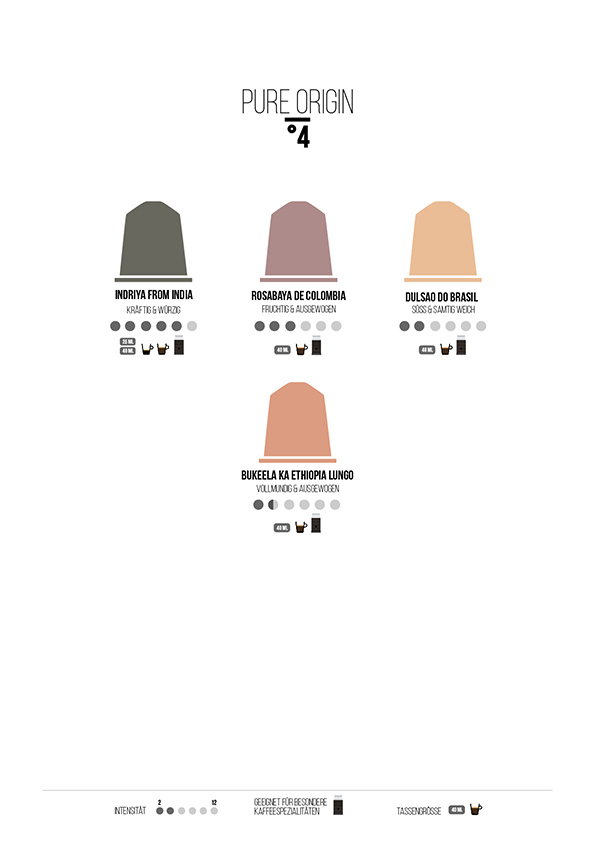 PURE ORIGIN
°4
INDRIYA FROM INDIA
KRÄFTIG & WÜRZIG
25 ML
40 ML
ROSABAYA DE COLOMBIA
FRUCHTIG & AUSGEWOGEN
40 ML
DULSAO DO BRASIL
SÜSS & SAMTIG WEICH
40 ML
BUKEELA KA ETHIOPIA LUNGO
VOLLMUNDIG & AUSGEWOGEN
40 ML
INTENSITÄT
2 12
GEEIGNET FÜR BESONDERE
KAFFEESPEZIALITÄTEN
TASSENGRÖSSE
40 ML